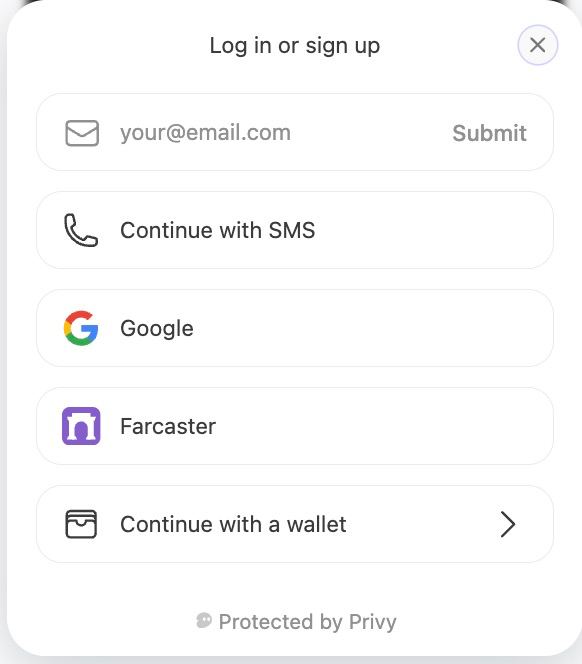 Log in or sign up
your@email.com Submit
Continue with SMS
Google
Farcaster
Continue with a wallet
Protected by Privy